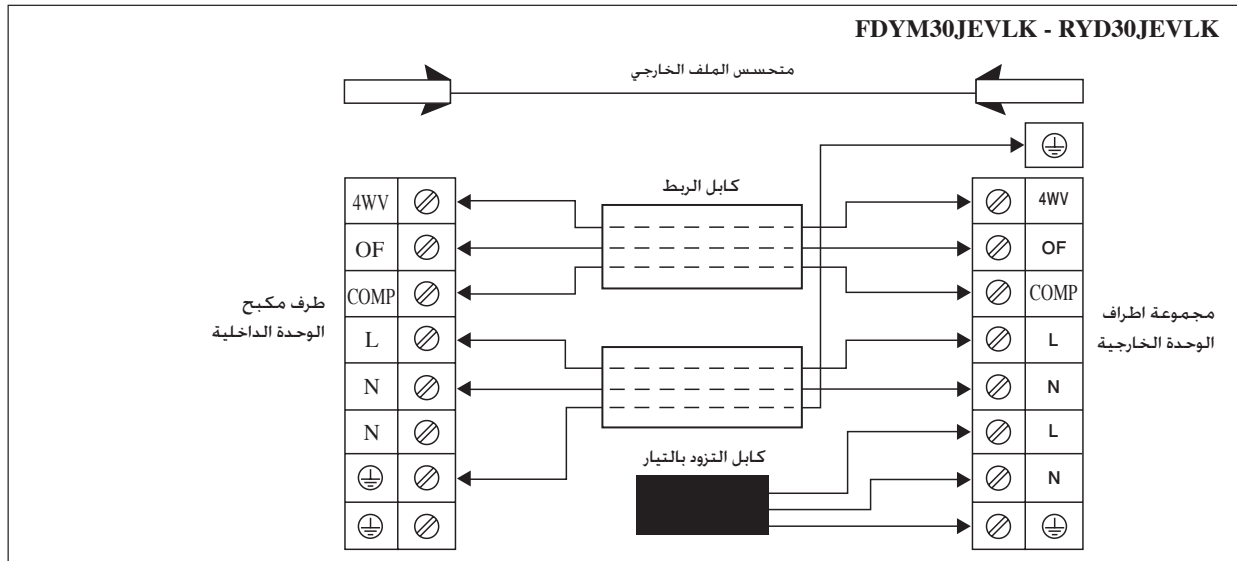 FDYM30JEVLK - RYD30JEVLK
متحسس الملف الخارجي
كابل الربط
4WV
4WV
OF
OF
COMP
COMP
طرف مكبح
الوحدة الداخلية
مجموعة اطراف
الوحدة الخارجية
L
L
N
N
N
L
كابل التزود بالتيار
N